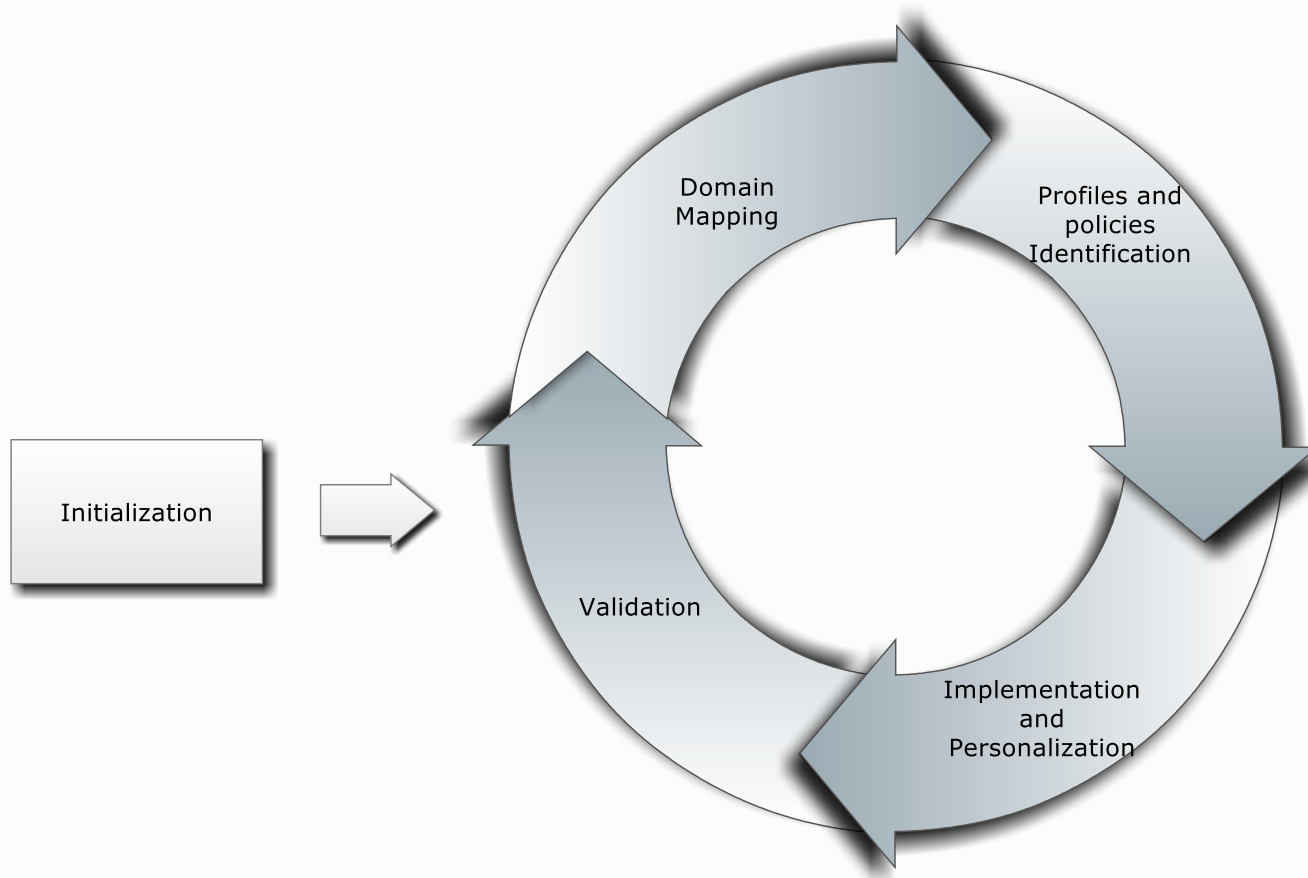 Domain
Mapping
Profiles and
policies
Identification
Initialization
Validation
Implementation
and
Personalization